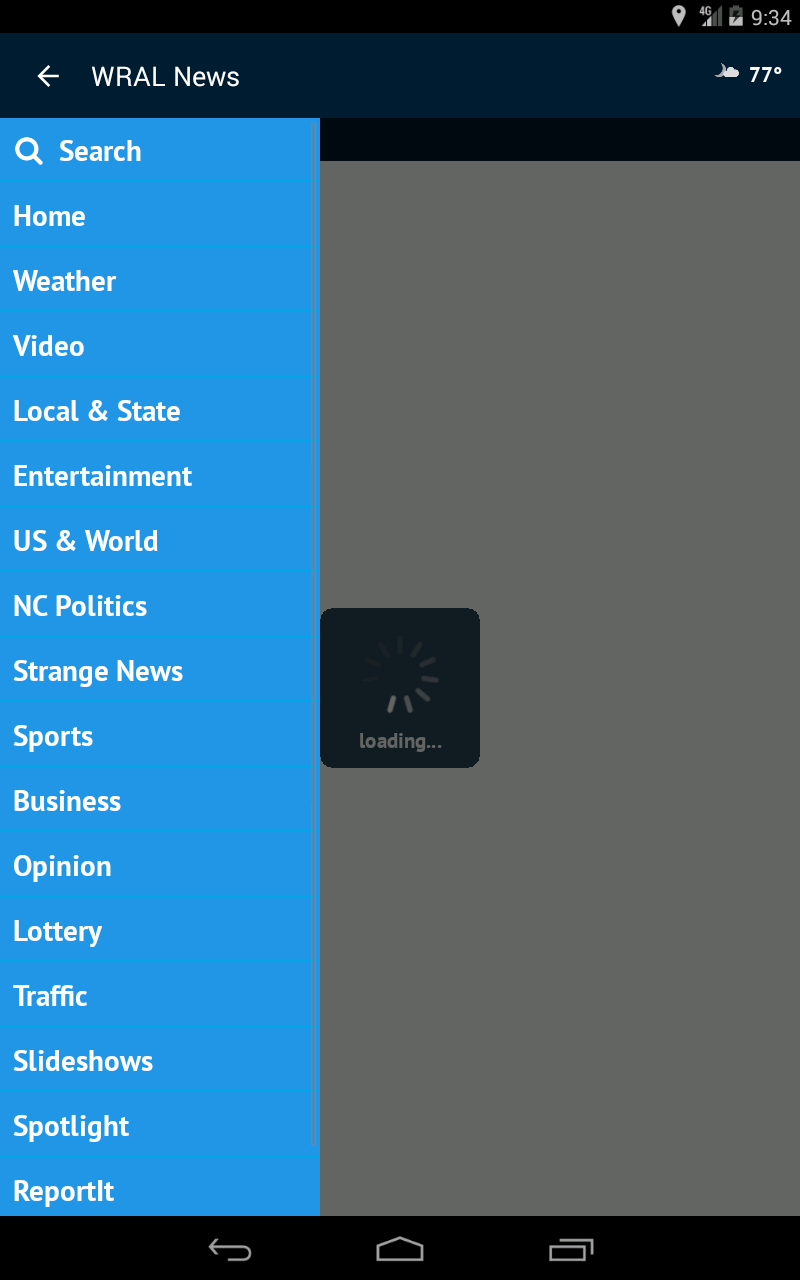 4G 9:34
WRAL News 77°
Search
Home
Weather
Video
Local & State
Entertainment
US & World
NC Politics
Strange News
Sports
loading...
Business
Opinion
Lottery
Traffic
Slideshows
Spotlight
ReportIt